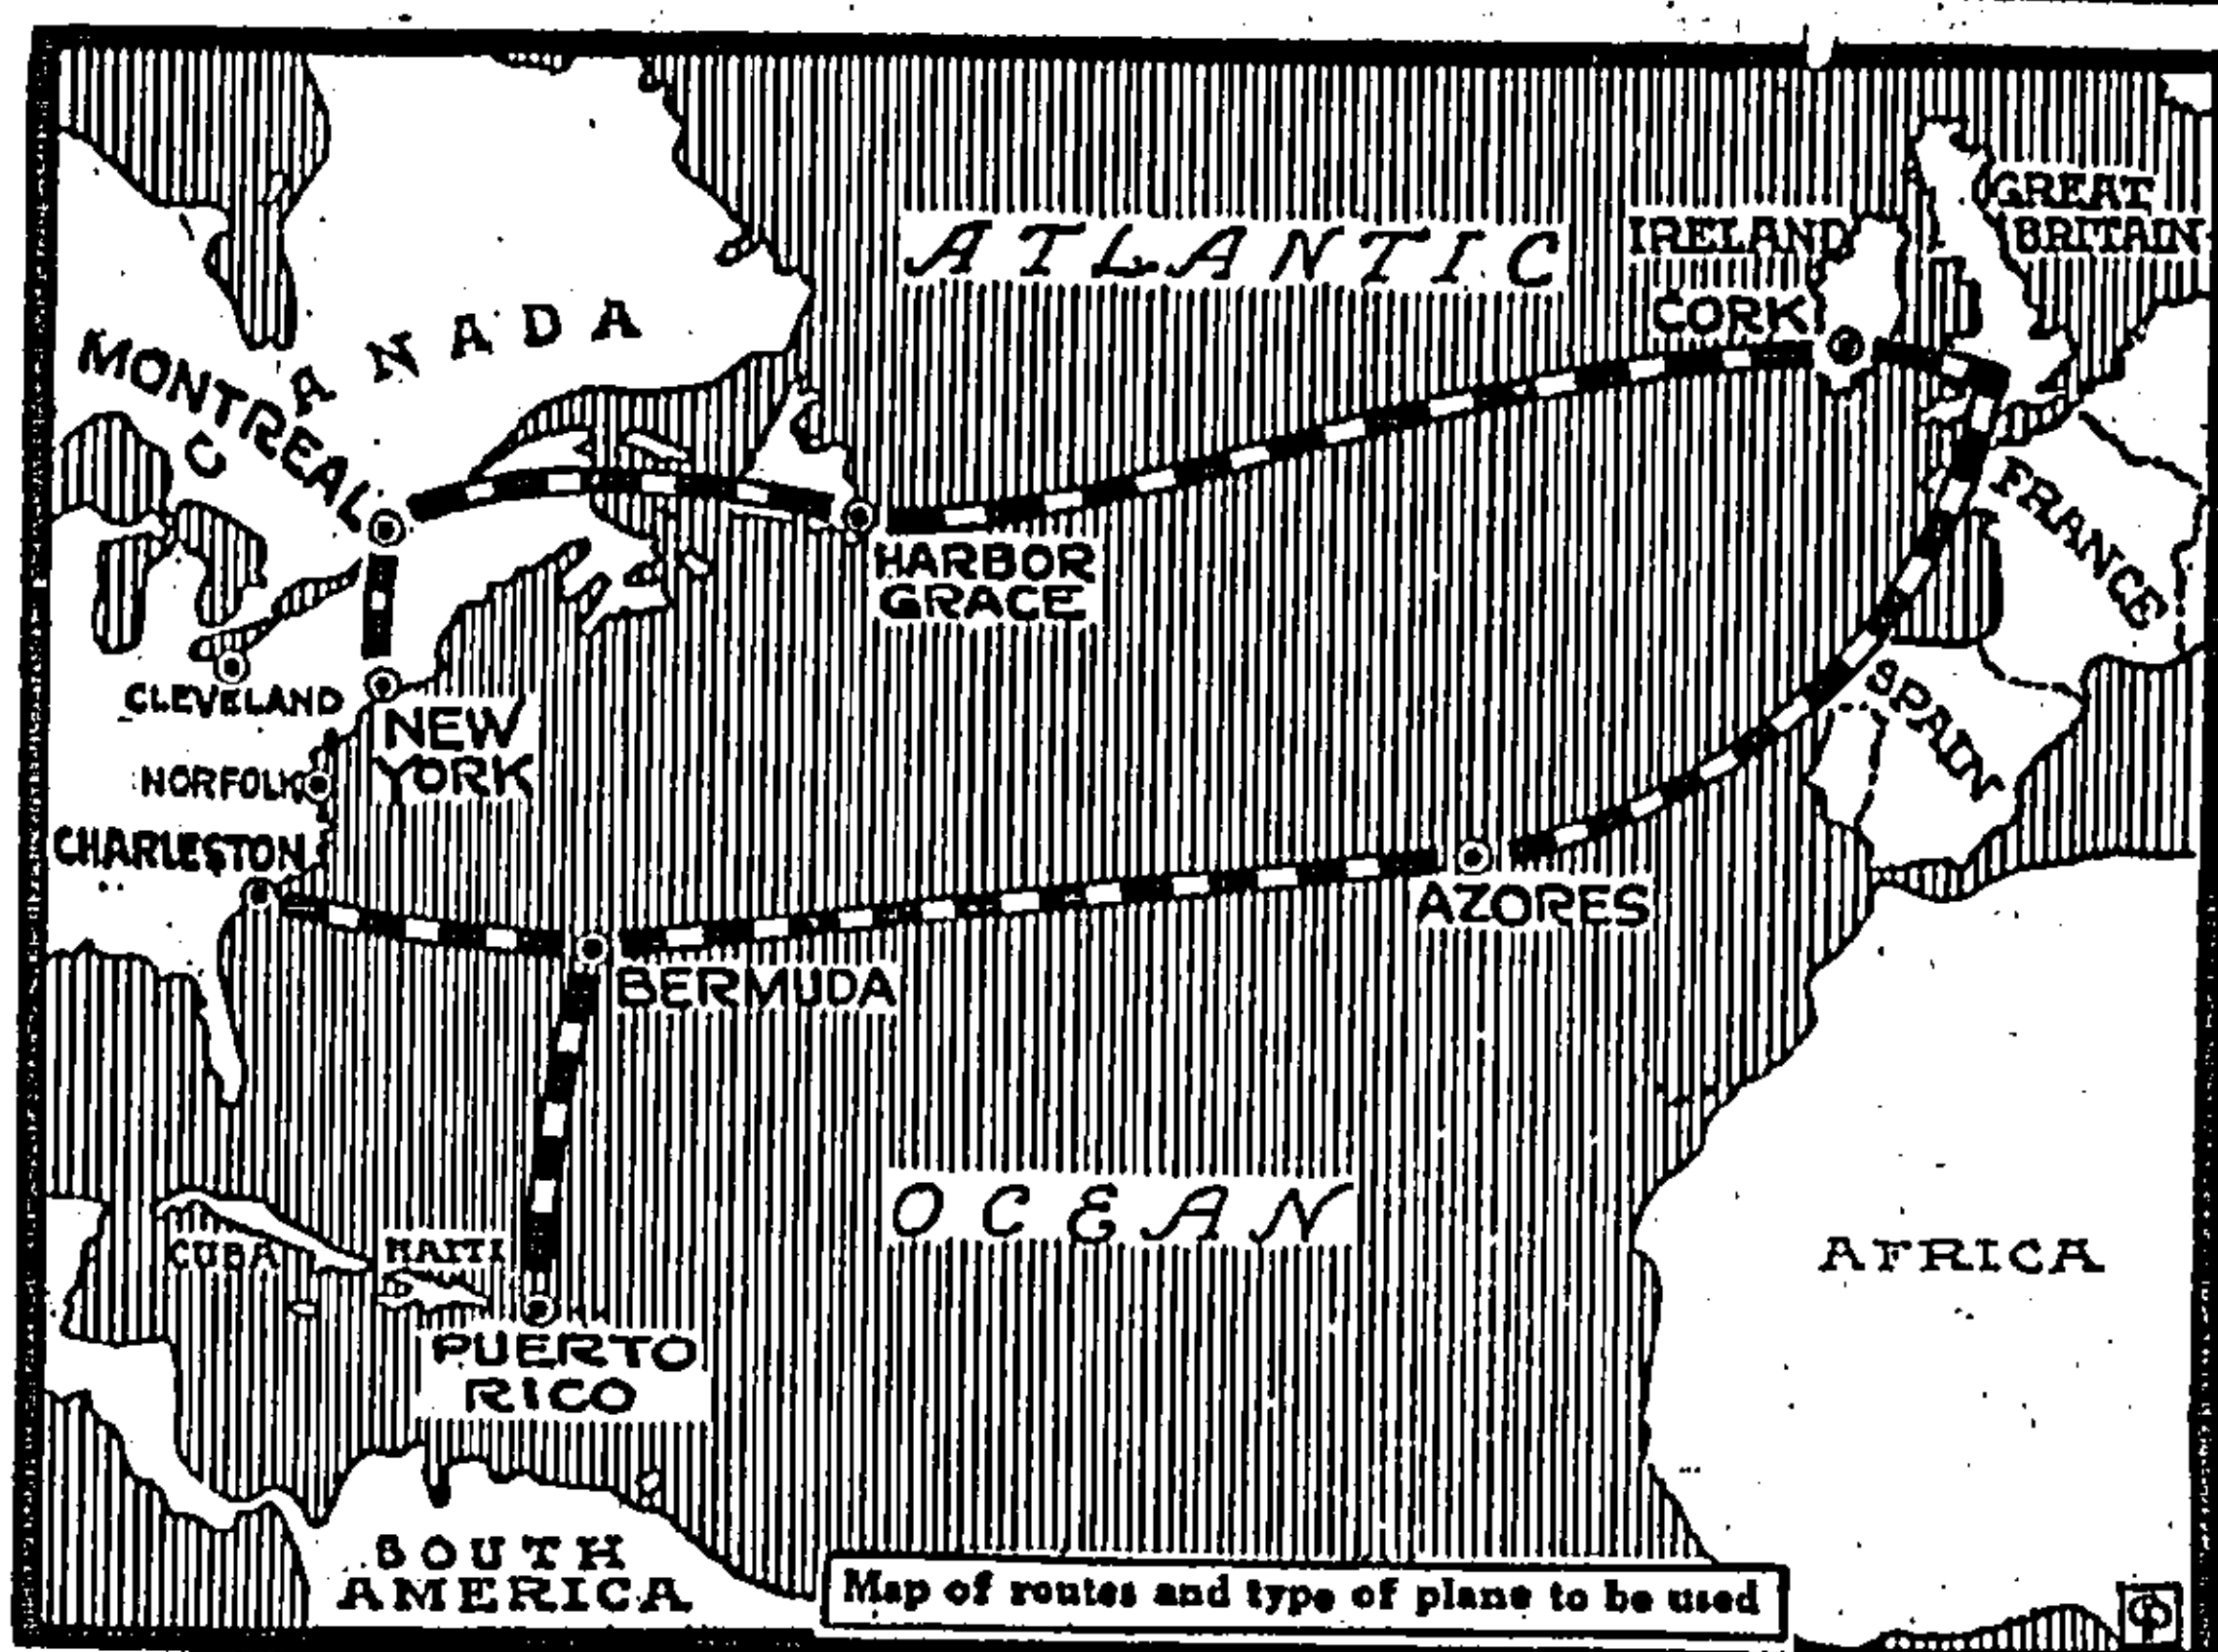 ATLANTIC
IRELAND
GREAT
BRITAIN
CORK
CANADA
MONTREAL
HARBOR
GRACE
FRANCE
CLEVELAND
NEW
YORK
SPAIN
NORFOLK
CHARLESTON
AZORES
BERMUDA
OCEAN
AFRICA
CUBA
HAITI
PUERTO
RICO
SOUTH
AMERICA
Map of routes and type of plane to be used